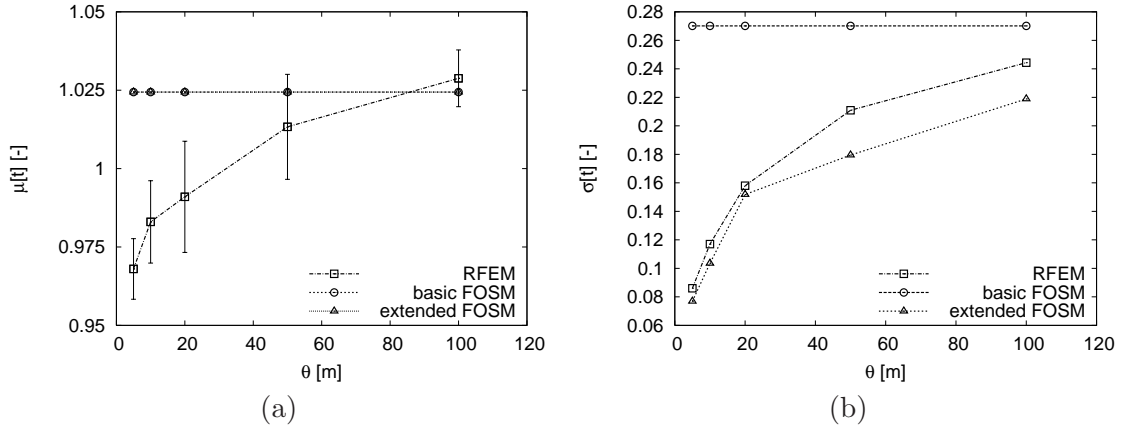 1.05
1.025
1
0.975
0.95
μ[t] [-]
RFEM
basic FOSM
extended FOSM
0 20 40 60 80 100 120
θ [m]
(a)
0.28
0.26
0.24
0.22
0.2
0.18
0.16
0.14
0.12
0.1
0.08
0.06
σ[t] [-]
RFEM
basic FOSM
extended FOSM
0 20 40 60 80 100 120
θ [m]
(b)